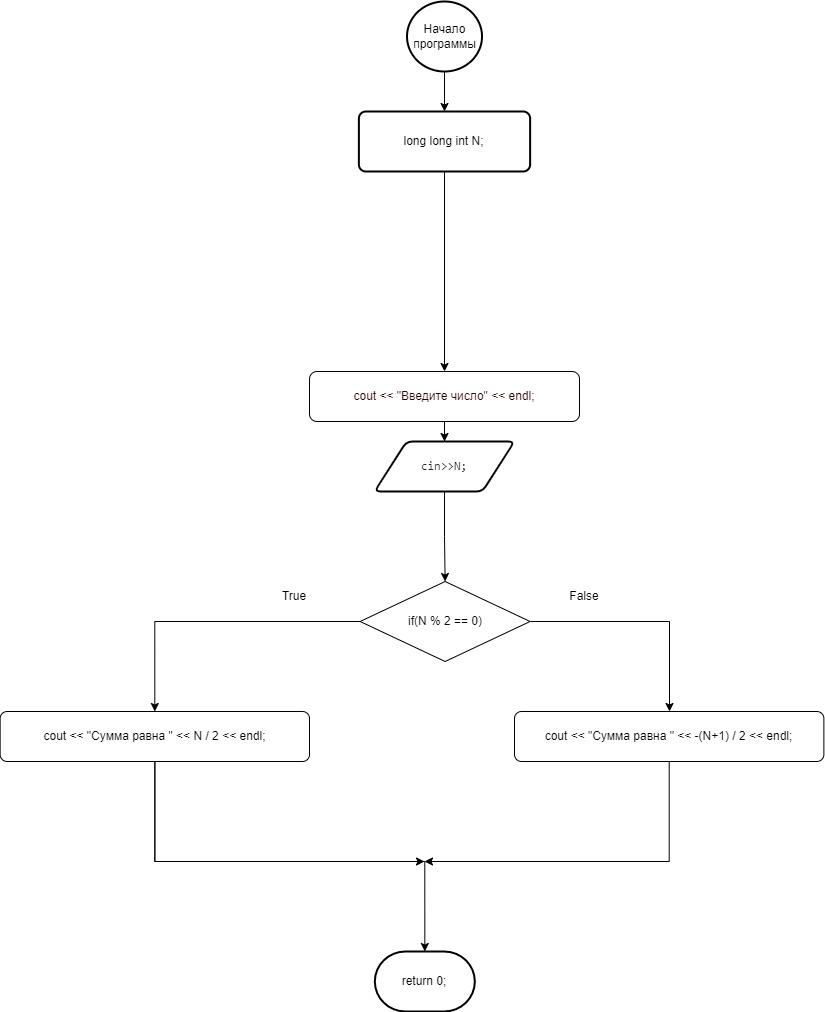 Начало
программы
long long int N;
cout << "Введите число" << endl;
cin>>N;
True
False
if(N % 2 == 0)
cout << "Сумма равна " << N / 2 << endl;
cout << "Сумма равна " << -(N+1) / 2 << endl;
return 0;